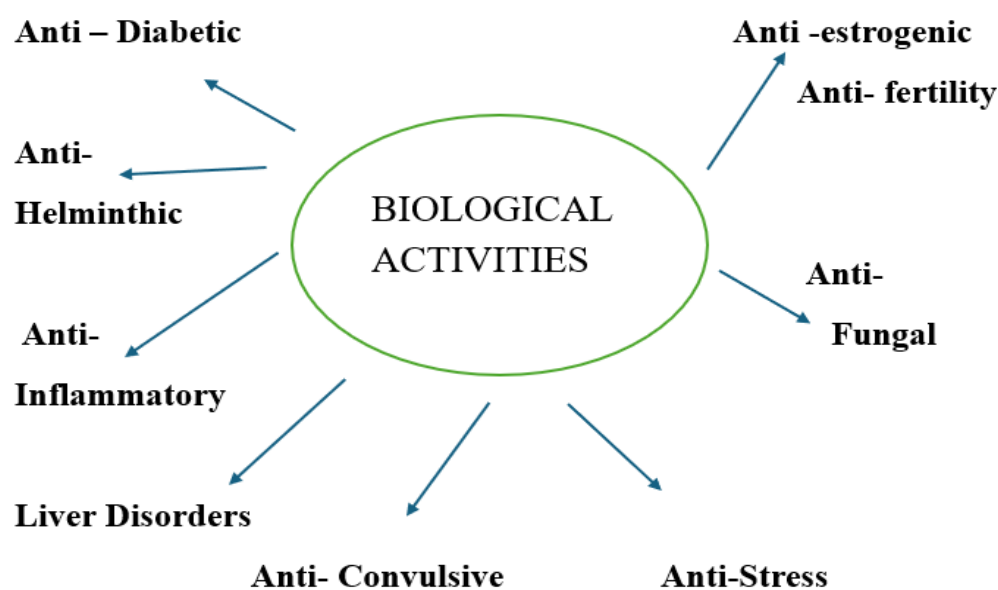 Anti – Diabetic
Anti -estrogenic
Anti- fertility
Anti-
Helminthic
BIOLOGICAL
ACTIVITIES
Anti-
Fungal
Anti-
Inflammatory
Liver Disorders
Anti- Convulsive
Anti-Stress